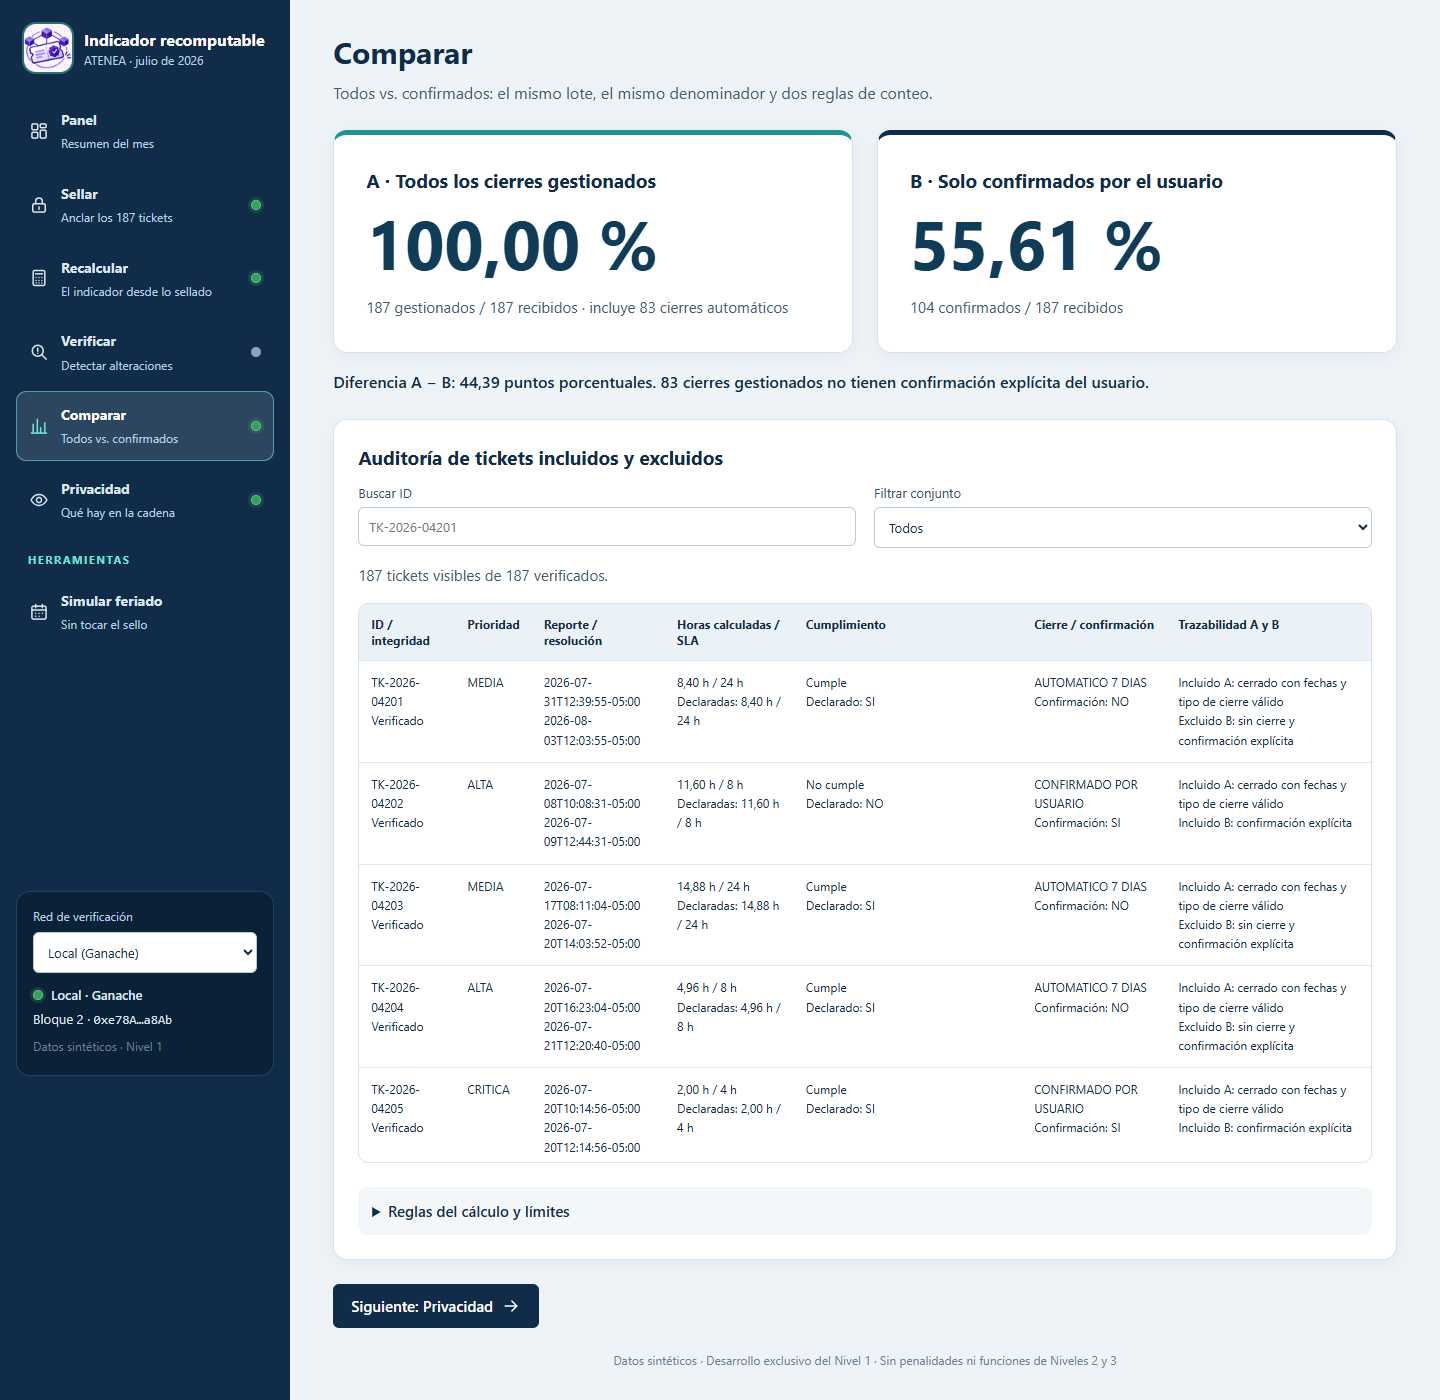 Indicador recomputable
ATENEA · julio de 2026
Panel
Resumen del mes
Sellar
Anclar los 187 tickets
Recalcular
El indicador desde lo sellado
Verificar
Detectar alteraciones
Comparar
Todos vs. confirmados
Privacidad
Qué hay en la cadena
HERRAMIENTAS
Simular feriado
Sin tocar el sello
Red de verificación
Local (Ganache)
Local · Ganache
Bloque 2 · 0xe78A…a8Ab
Datos sintéticos · Nivel 1
Comparar
Todos vs. confirmados: el mismo lote, el mismo denominador y dos reglas de conteo.
A · Todos los cierres gestionados
100,00 %
187 gestionados / 187 recibidos · incluye 83 cierres automáticos
B · Solo confirmados por el usuario
55,61 %
104 confirmados / 187 recibidos
Diferencia A − B: 44,39 puntos porcentuales. 83 cierres gestionados no tienen confirmación explícita del usuario.
Auditoría de tickets incluidos y excluidos
Buscar ID
TK-2026-04201
Filtrar conjunto
Todos
187 tickets visibles de 187 verificados.
ID /
integridad
Prioridad
Reporte /
resolución
Horas calculadas /
SLA
Cumplimiento
Cierre / confirmación
Trazabilidad A y B
TK-2026-
04201
Verificado
MEDIA
2026-07-
31T12:39:55-05:00
2026-08-
03T12:03:55-05:00
8,40 h / 24 h
Declaradas: 8,40 h /
24 h
Cumple
Declarado: SI
AUTOMATICO 7 DIAS
Confirmación: NO
Incluido A: cerrado con fechas y
tipo de cierre válido
Excluido B: sin cierre y
confirmación explícita
TK-2026-
04202
Verificado
ALTA
2026-07-
08T10:08:31-05:00
2026-07-
09T12:44:31-05:00
11,60 h / 8 h
Declaradas: 11,60 h
/ 8 h
No cumple
Declarado: NO
CONFIRMADO POR
USUARIO
Confirmación: SI
Incluido A: cerrado con fechas y
tipo de cierre válido
Incluido B: confirmación explícita
TK-2026-
04203
Verificado
MEDIA
2026-07-
17T08:11:04-05:00
2026-07-
20T14:03:52-05:00
14,88 h / 24 h
Declaradas: 14,88 h
/ 24 h
Cumple
Declarado: SI
AUTOMATICO 7 DIAS
Confirmación: NO
Incluido A: cerrado con fechas y
tipo de cierre válido
Excluido B: sin cierre y
confirmación explícita
TK-2026-
04204
Verificado
ALTA
2026-07-
20T16:23:04-05:00
2026-07-
21T12:20:40-05:00
4,96 h / 8 h
Declaradas: 4,96 h /
8 h
Cumple
Declarado: SI
AUTOMATICO 7 DIAS
Confirmación: NO
Incluido A: cerrado con fechas y
tipo de cierre válido
Excluido B: sin cierre y
confirmación explícita
TK-2026-
04205
Verificado
CRITICA
2026-07-
20T10:14:56-05:00
2026-07-
20T12:14:56-05:00
2,00 h / 4 h
Declaradas: 2,00 h /
4 h
Cumple
Declarado: SI
CONFIRMADO POR
USUARIO
Confirmación: SI
Incluido A: cerrado con fechas y
tipo de cierre válido
Incluido B: confirmación explícita
Reglas del cálculo y límites
Siguiente: Privacidad
Datos sintéticos · Desarrollo exclusivo del Nivel 1 · Sin penalidades ni funciones de Niveles 2 y 3